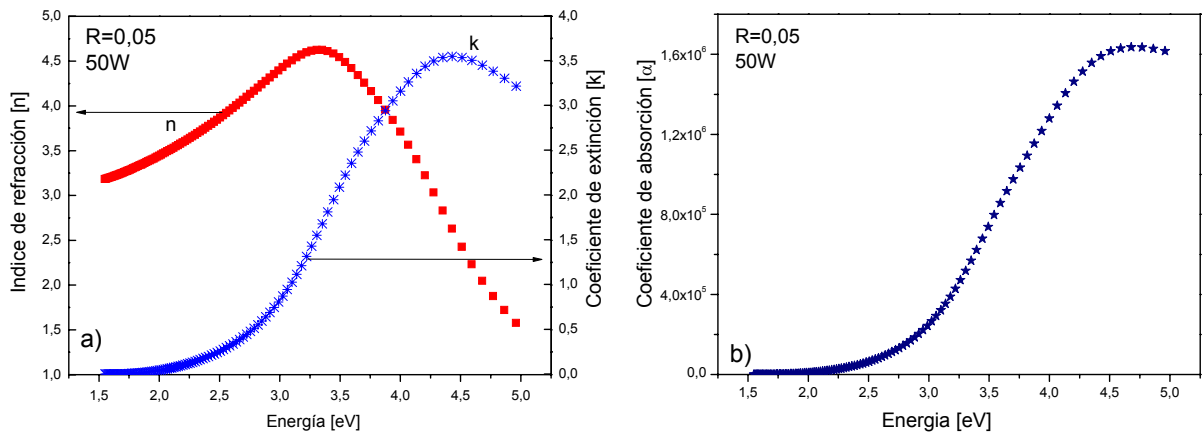 R=0,05
50W
n
k
a)
Indice de refracción [n]
5,0
4,5
4,0
3,5
3,0
2,5
2,0
1,5
1,0
Coeficiente de extinción [k]
4,0
3,5
3,0
2,5
2,0
1,5
1,0
0,5
0,0
1,5 2,0 2,5 3,0 3,5 4,0 4,5 5,0
Energía [eV]
R=0,05
50W
b)
Coeficiente de absorción [α]
1,6x10⁶
1,2x10⁶
8,0x10⁵
4,0x10⁵
0,0
1,5 2,0 2,5 3,0 3,5 4,0 4,5 5,0
Energia [eV]